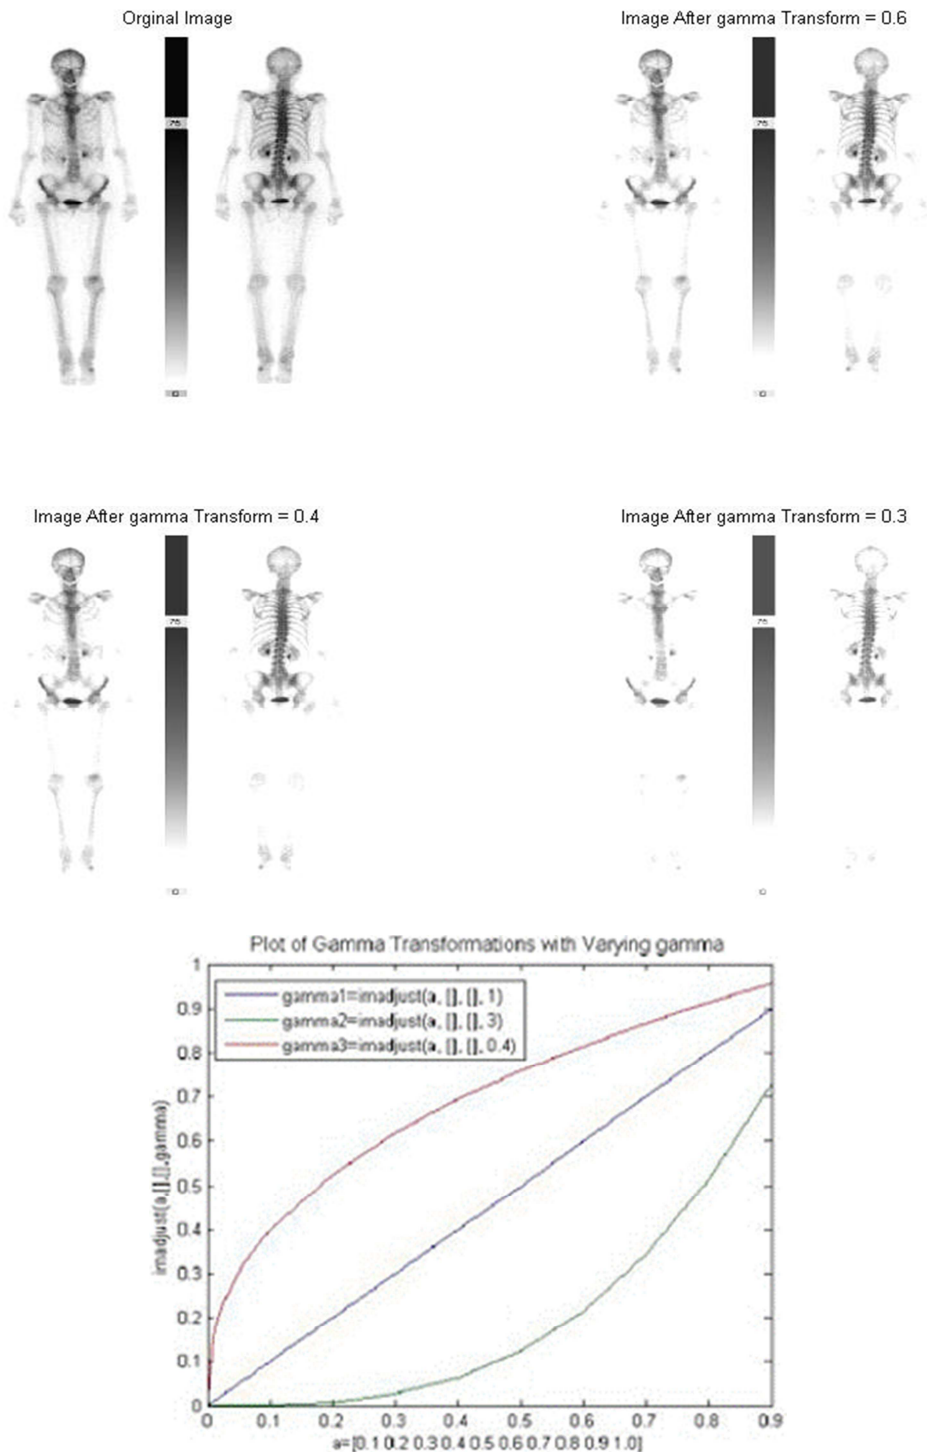 Orginal Image
Image After gamma Transform = 0.6
75
75
0
0
Image After gamma Transform = 0.4
Image After gamma Transform = 0.3
75
75
0
0
Plot of Gamma Transformations with Varying gamma
gamma1=imadjust(a, [], [], 1)
gamma2=imadjust(a, [], [], 3)
gamma3=imadjust(a, [], [], 0.4)
imadjust(a,[],[],gamma)
1
0.9
0.8
0.7
0.6
0.5
0.4
0.3
0.2
0.1
0
0 0.1 0.2 0.3 0.4 0.5 0.6 0.7 0.8 0.9
a=[0.1 0.2 0.3 0.4 0.5 0.6 0.7 0.8 0.9 1.0]